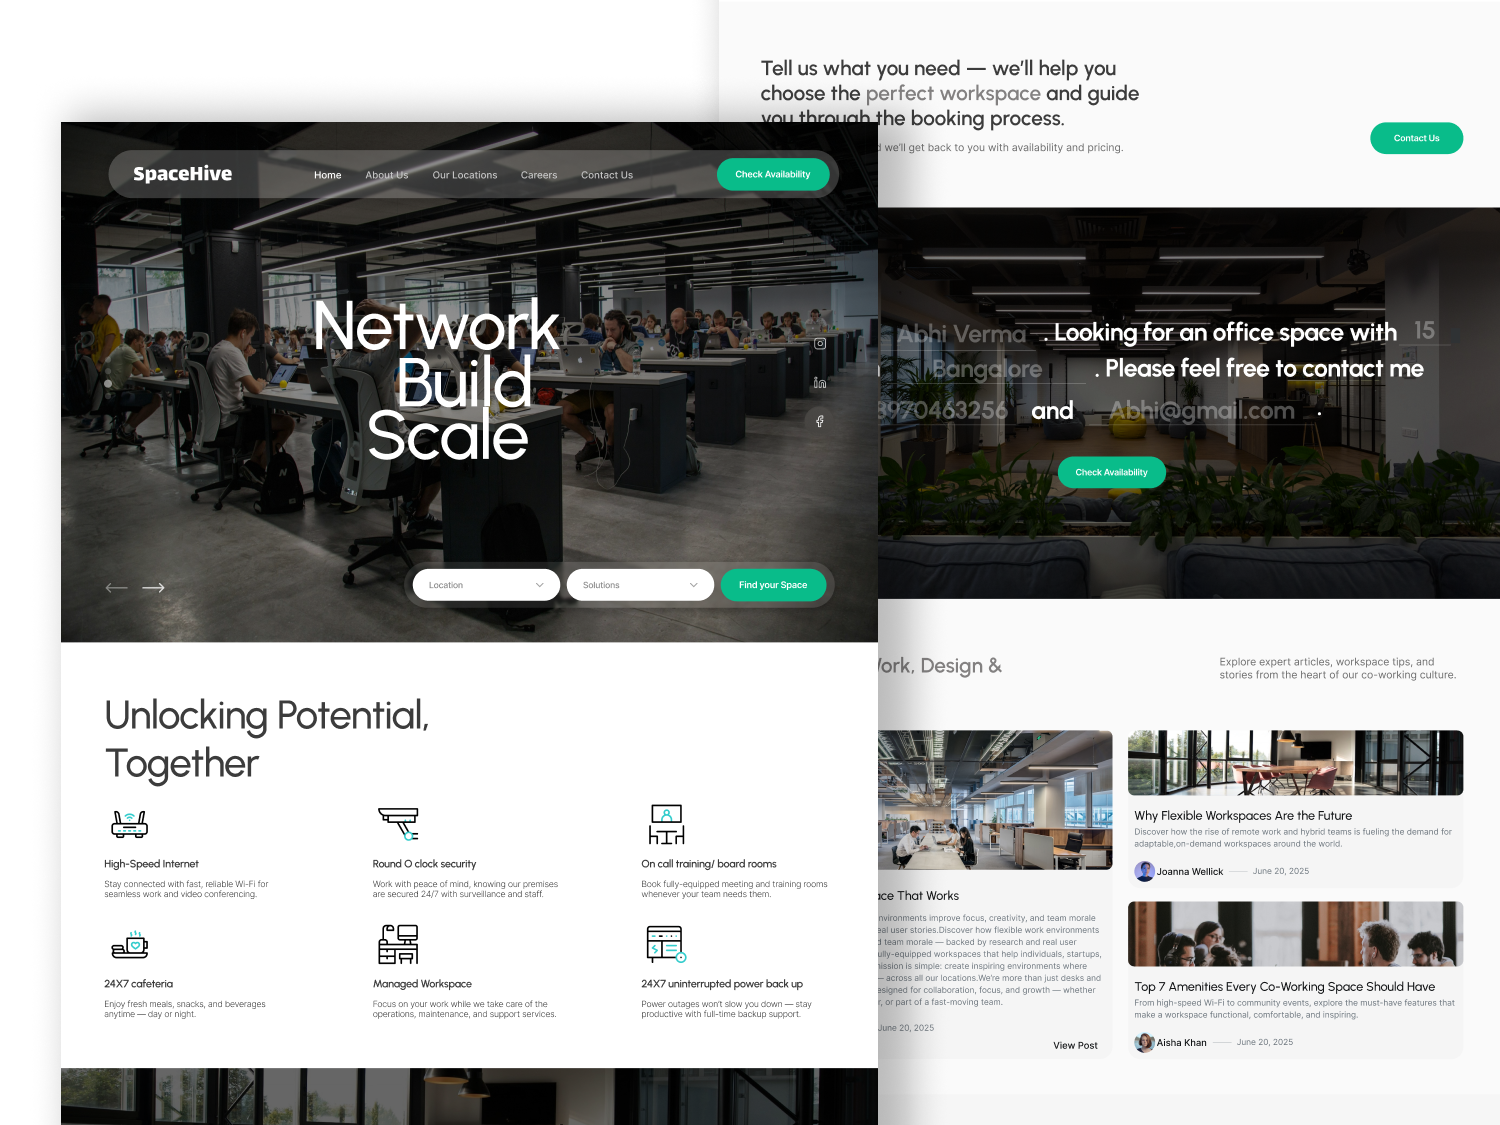 Tell us what you need — we'll help you
choose the perfect workspace and guide
you through the booking process.
we'll get back to you with availability and pricing.
Contact Us
SpaceHive
Home
About Us
Our Locations
Careers
Contact Us
Check Availability
Network
Build
Scale
Location
Solutions
Find your Space
Abhi Verma . Looking for an office space with 15
Bangalore . Please feel free to contact me
8970463256 and Abhi@gmail.com .
Check Availability
Unlocking Potential,
Together
High-Speed Internet
Stay connected with fast, reliable Wi-Fi for
seamless work and video conferencing.
Round O clock security
Work with peace of mind, knowing our premises
are secured 24/7 with surveillance and staff.
On call training/ board rooms
Book fully-equipped meeting and training rooms
whenever your team needs them.
24X7 cafeteria
Enjoy fresh meals, snacks, and beverages
anytime — day or night.
Managed Workspace
Focus on your work while we take care of the
operations, maintenance, and support services.
24X7 uninterrupted power back up
Power outages won't slow you down — stay
productive with full-time backup support.
Work, Design &
Explore expert articles, workspace tips, and
stories from the heart of our co-working culture.
That Works
environments improve focus, creativity, and team morale
real user stories.Discover how flexible work environments
team morale — backed by research and real user
fully-equipped workspaces that help individuals, startups,
mission is simple: create inspiring environments where
— across all our locations.We're more than just desks and
designed for collaboration, focus, and growth — whether
or part of a fast-moving team.
June 20, 2025
View Post
Why Flexible Workspaces Are the Future
Discover how the rise of remote work and hybrid teams is fueling the demand for
adaptable,on-demand workspaces around the world.
Joanna Wellick
June 20, 2025
Top 7 Amenities Every Co-Working Space Should Have
From high-speed Wi-Fi to community events, explore the must-have features that
make a workspace functional, comfortable, and inspiring.
Aisha Khan
June 20, 2025